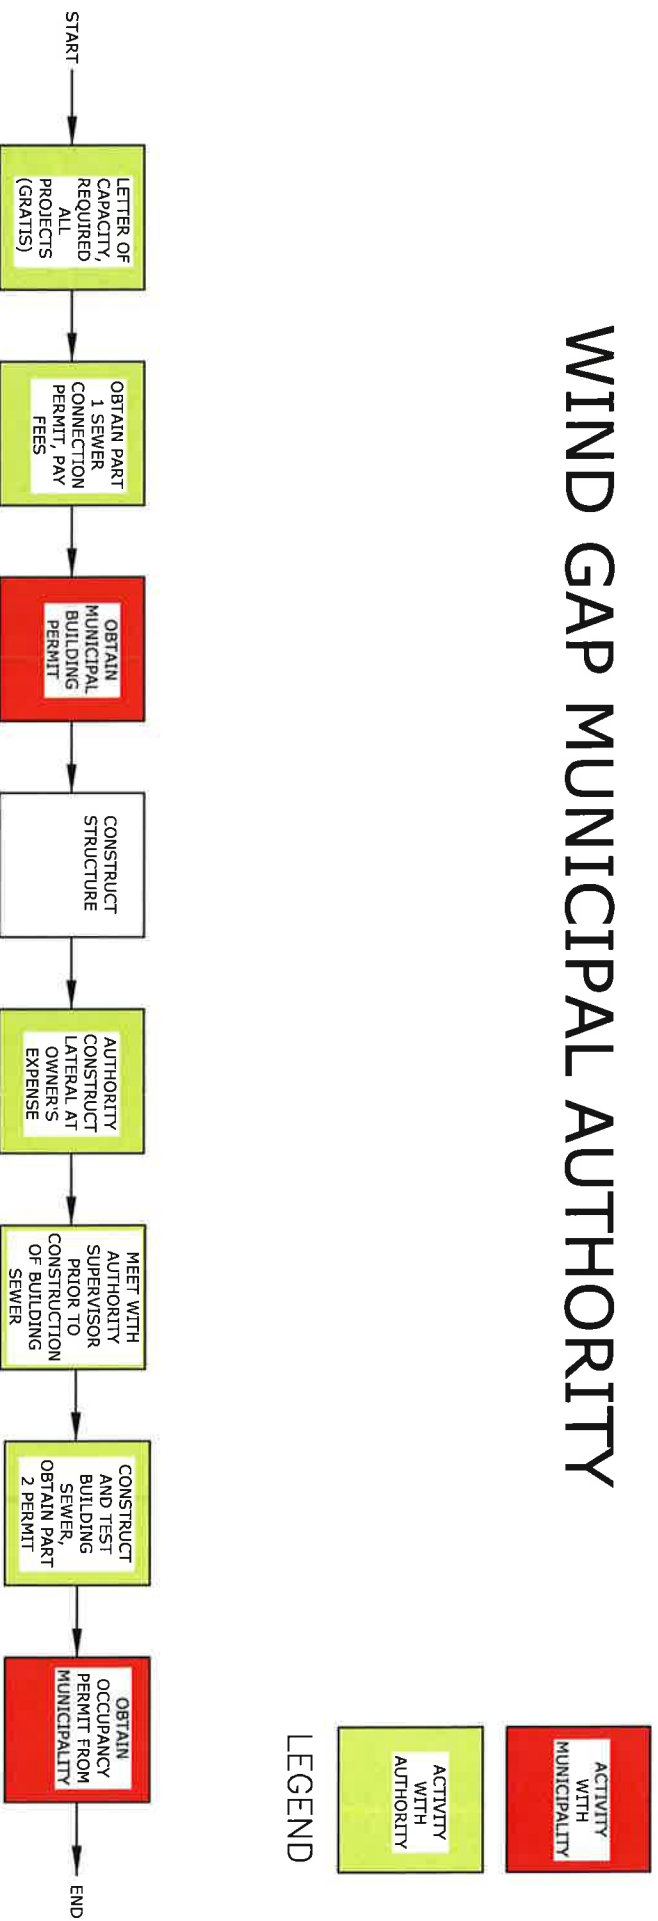 WIND GAP MUNICIPAL AUTHORITY
ACTIVITY
WITH
MUNICIPALITY
ACTIVITY
WITH
AUTHORITY
LEGEND
START
LETTER OF
CAPACITY,
REQUIRED
ALL
PROJECTS
(GRATIS)
OBTAIN PART
1 SEWER
CONNECTION
PERMIT, PAY
FEES
OBTAIN
MUNICIPAL
BUILDING
PERMIT
CONSTRUCT
STRUCTURE
AUTHORITY
CONSTRUCT
LATERAL AT
OWNER'S
EXPENSE
MEET WITH
AUTHORITY
SUPERVISOR
PRIOR TO
CONSTRUCTION
OF BUILDING
SEWER
CONSTRUCT
AND TEST
BUILDING
SEWER,
OBTAIN PART
2 PERMIT
OBTAIN
OCCUPANCY
PERMIT FROM
MUNICIPALITY
END